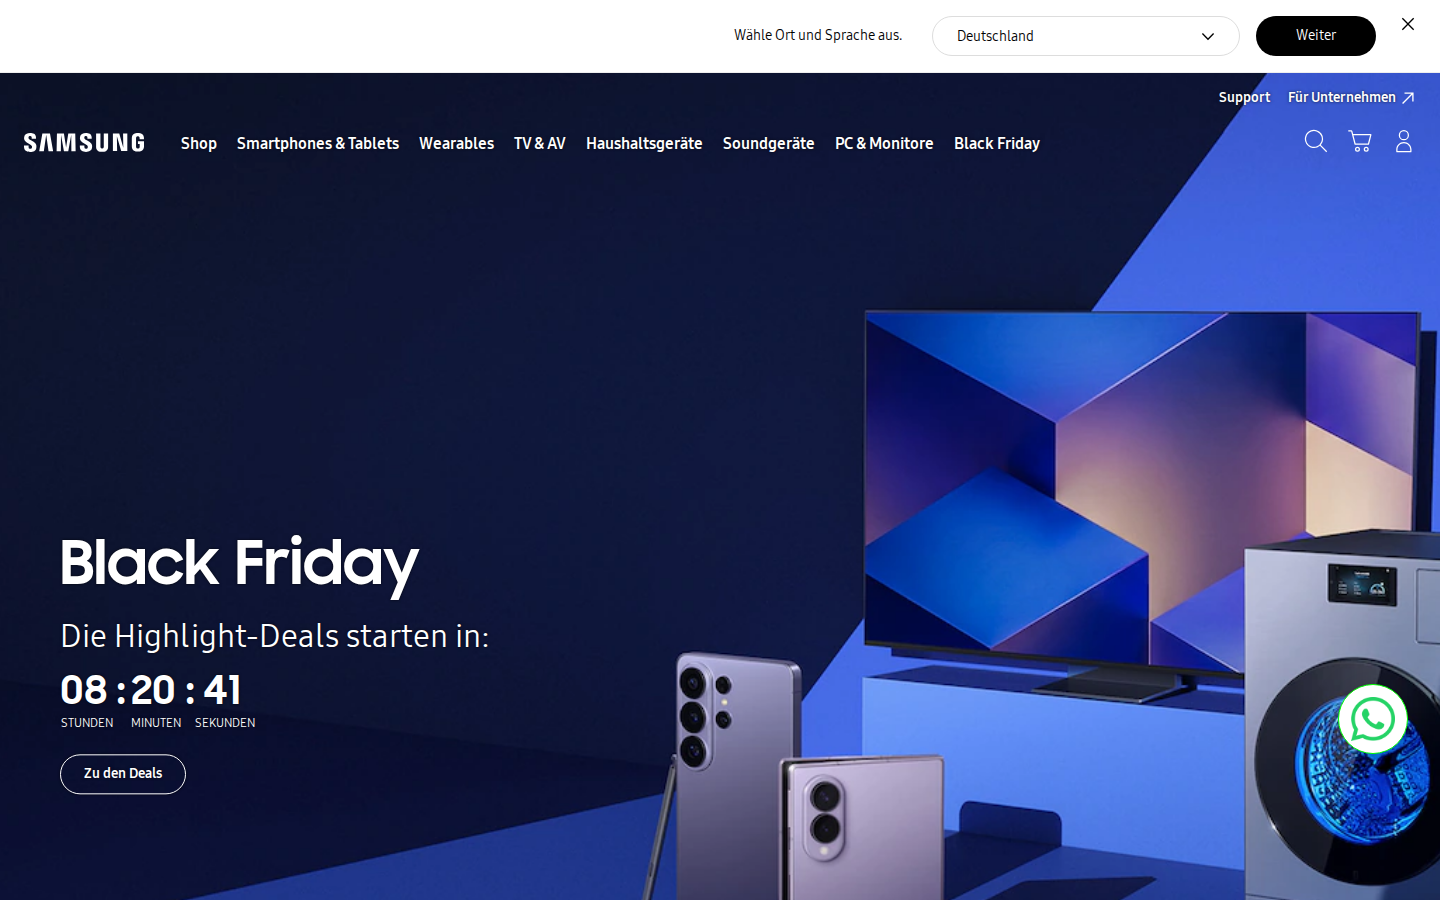 Wähle Ort und Sprache aus.
Deutschland
Weiter
Support
Für Unternehmen
SAMSUNG
Shop
Smartphones & Tablets
Wearables
TV & AV
Haushaltsgeräte
Soundgeräte
PC & Monitore
Black Friday
Black Friday
Die Highlight-Deals starten in:
08 : 20 : 41
STUNDEN MINUTEN SEKUNDEN
Zu den Deals